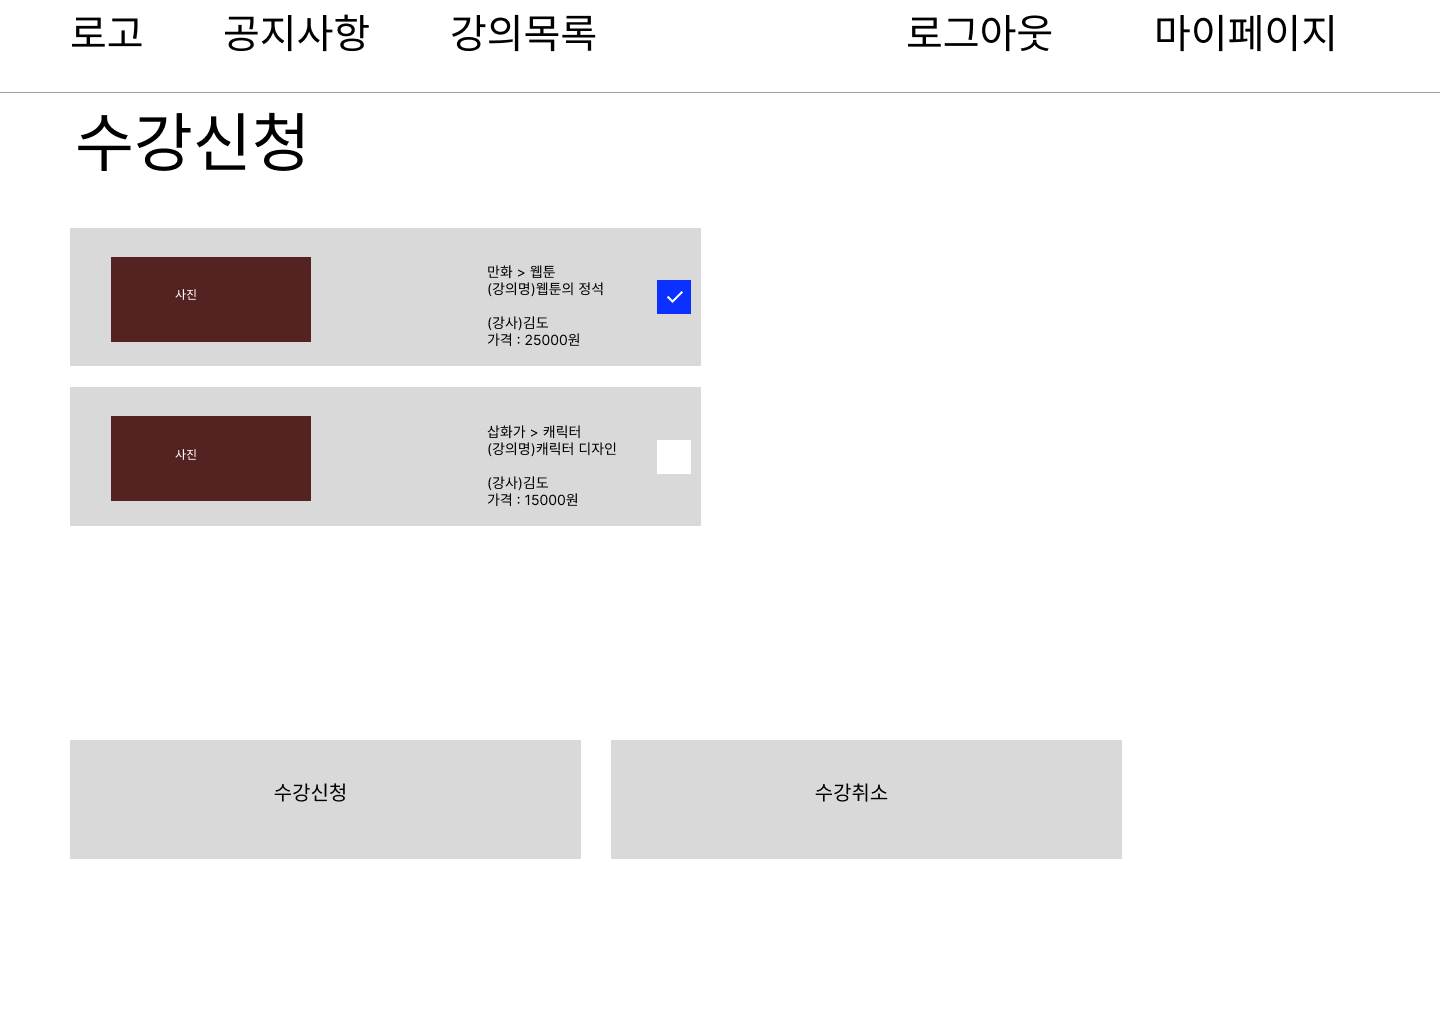 로고 공지사항 강의목록 로그아웃 마이페이지
수강신청
사진
만화 > 웹툰
(강의명)웹툰의 정석
(강사)김도
가격 : 25000원
사진
삽화가 > 캐릭터
(강의명)캐릭터 디자인
(강사)김도
가격 : 15000원
수강신청
수강취소